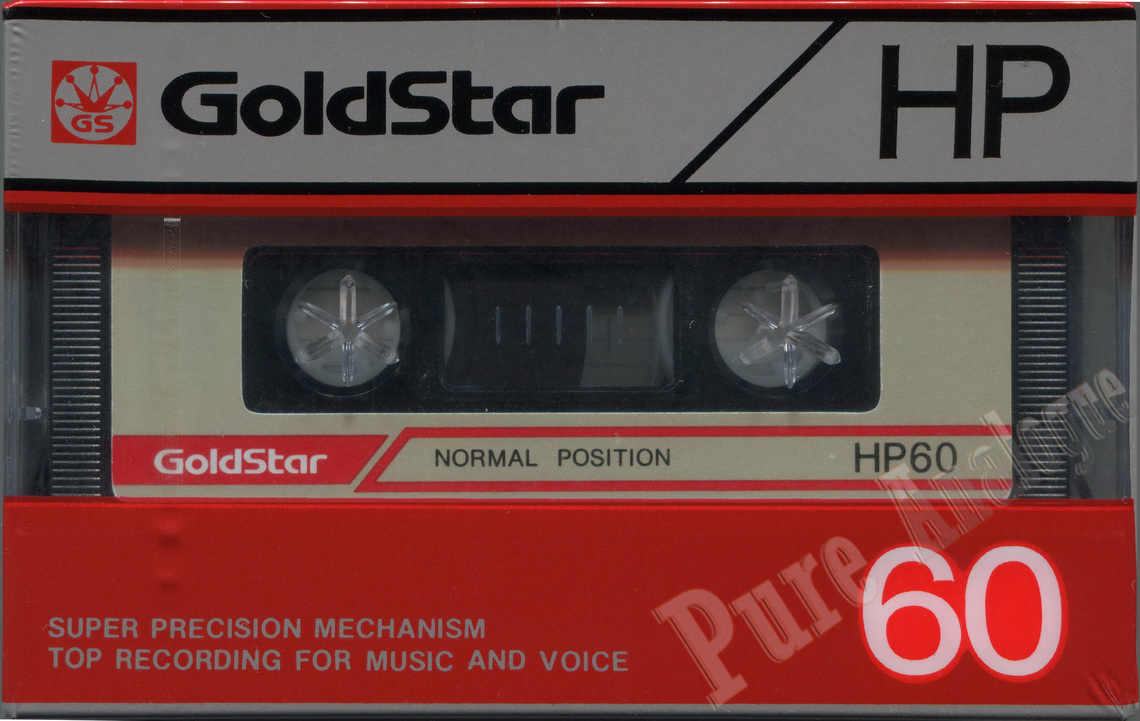 GS
GoldStar
HP
GoldStar
NORMAL POSITION
HP60
Pure Analogue
60
SUPER PRECISION MECHANISM
TOP RECORDING FOR MUSIC AND VOICE